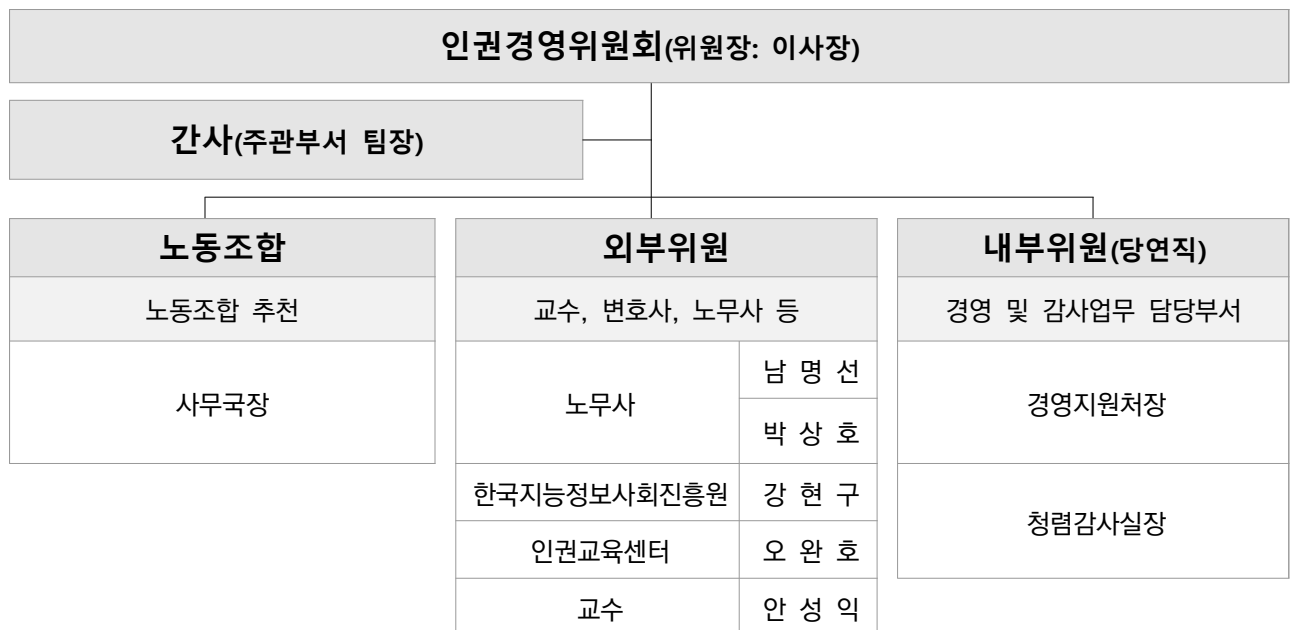 인권경영위원회(위원장: 이사장)
간사(주관부서 팀장)
노동조합
노동조합 추천
사무국장
외부위원
교수, 변호사, 노무사 등
노무사
남 명 선
박 상 호
한국지능정보사회진흥원 강 현 구
인권교육센터 오 완 호
교수 안 성 익
내부위원(당연직)
경영 및 감사업무 담당부서
경영지원처장
청렴감사실장